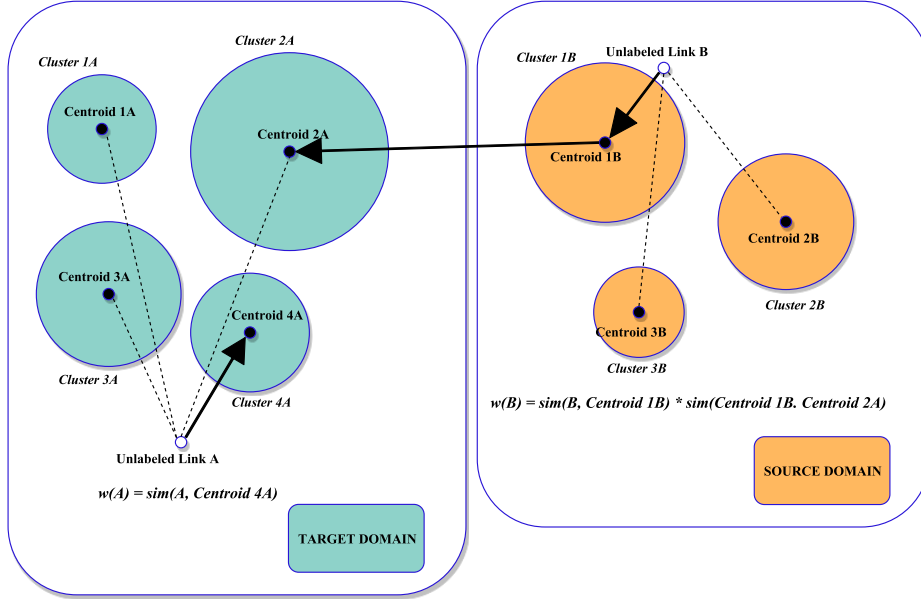 Cluster 2A
Cluster 1A
Centroid 1A
Centroid 2A
Centroid 3A
Centroid 4A
Cluster 3A
Cluster 4A
Unlabeled Link A
w(A) = sim(A, Centroid 4A)
TARGET DOMAIN
Cluster 1B
Unlabeled Link B
Centroid 1B
Centroid 2B
Cluster 2B
Centroid 3B
Cluster 3B
w(B) = sim(B, Centroid 1B) * sim(Centroid 1B. Centroid 2A)
SOURCE DOMAIN